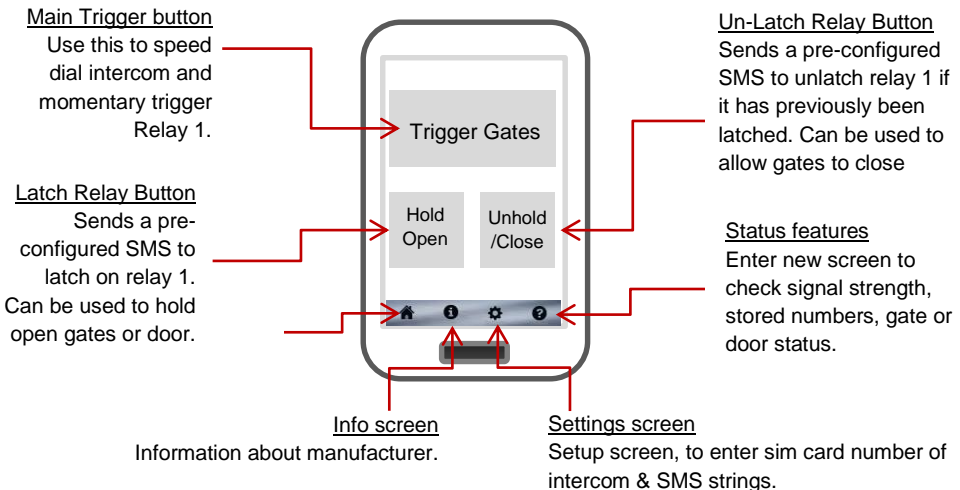 Main Trigger button
Use this to speed
dial intercom and
momentary trigger
Relay 1.
Latch Relay Button
Sends a pre-
configured SMS to
latch on relay 1.
Can be used to hold
open gates or door.
Trigger Gates
Hold
Open
Unhold
/Close
Un-Latch Relay Button
Sends a pre-configured
SMS to unlatch relay 1 if
it has previously been
latched. Can be used to
allow gates to close
Status features
Enter new screen to
check signal strength,
stored numbers, gate or
door status.
Info screen
Information about manufacturer.
Settings screen
Setup screen, to enter sim card number of
intercom & SMS strings.